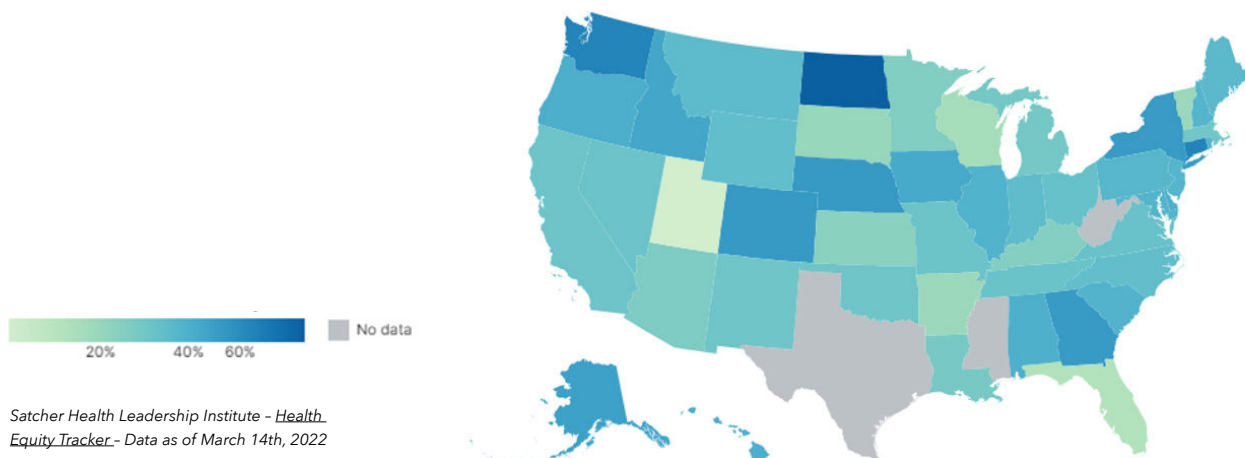 20%
40%
60%
No data
Satcher Health Leadership Institute – Health
Equity Tracker – Data as of March 14th, 2022